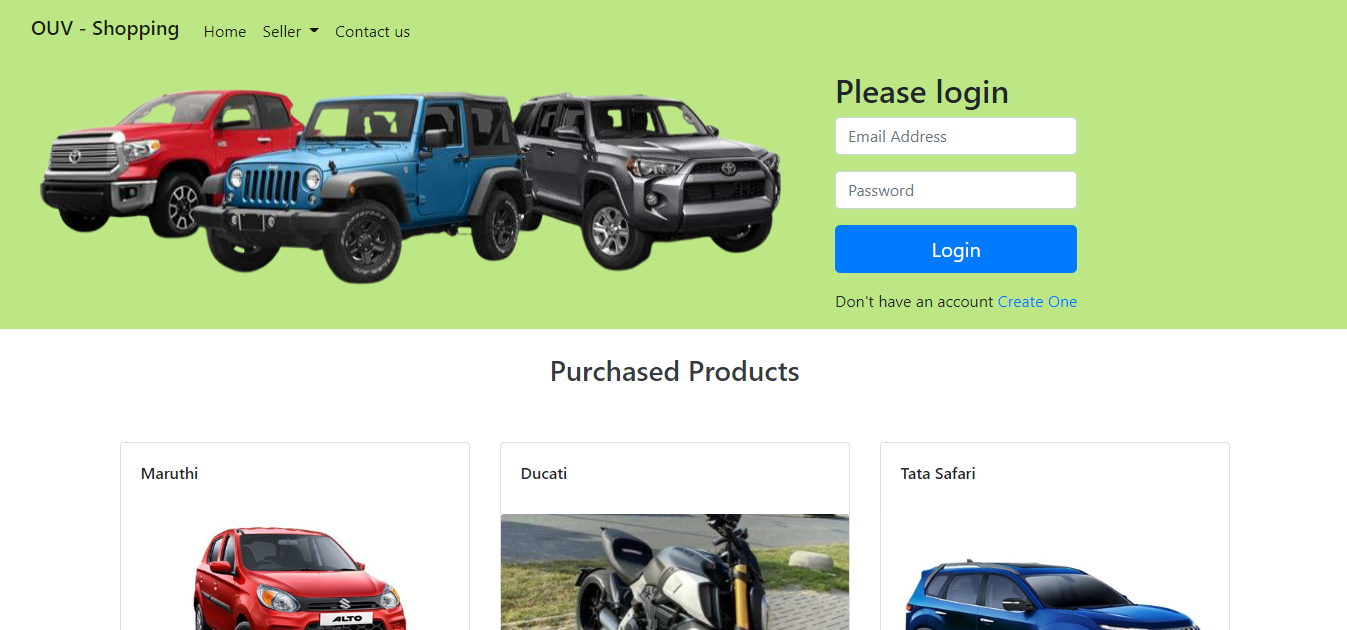 OUV - Shopping
Home
Seller
Contact us
Please login
Email Address
Password
Login
Don't have an account Create One
Jeep
Purchased Products
Maruthi
Ducati
Tata Safari
ALTO